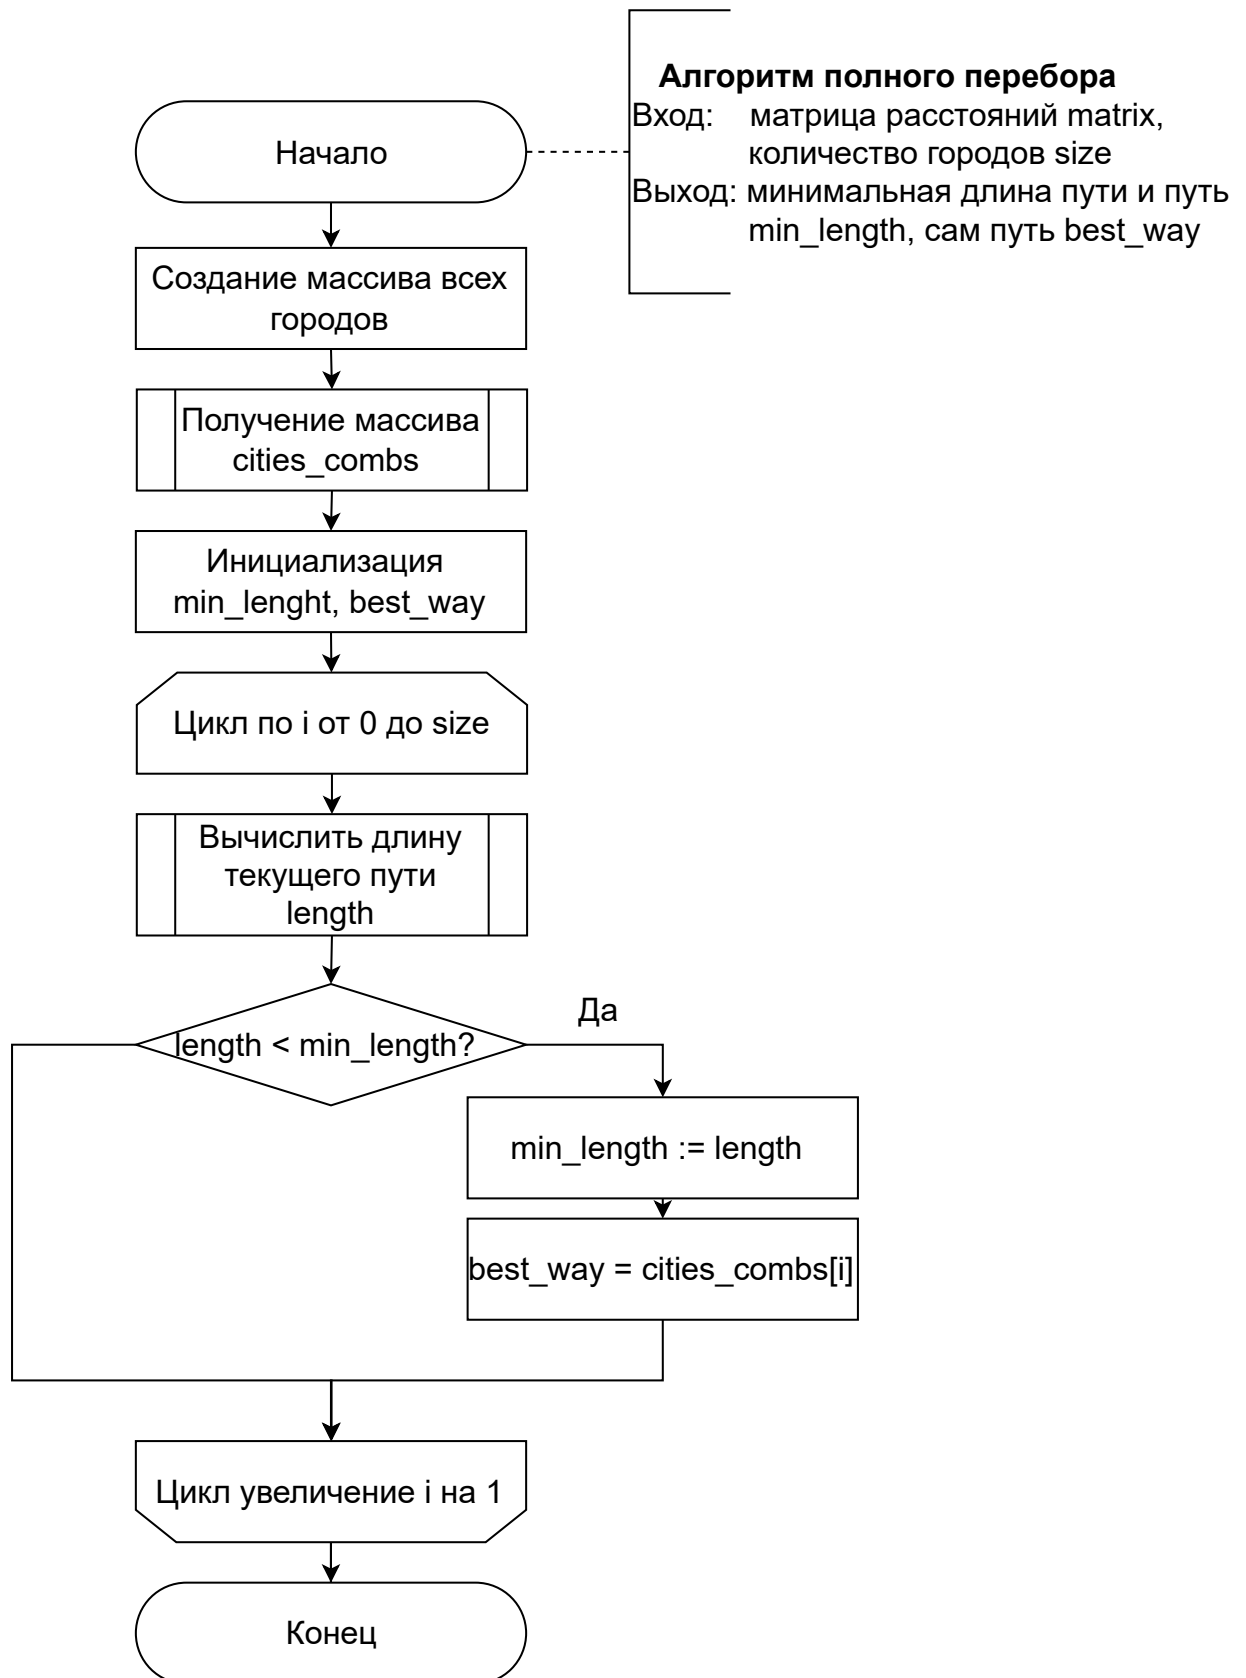 Алгоритм полного перебора
Вход: матрица расстояний matrix,
количество городов size
Выход: минимальная длина пути и путь
min_length, сам путь best_way
Начало
Создание массива всех
городов
Получение массива
cities_combs
Инициализация
min_lenght, best_way
Цикл по i от 0 до size
Вычислить длину
текущего пути
length
length < min_length?
Да
min_length := length
best_way = cities_combs[i]
Цикл увеличение i на 1
Конец